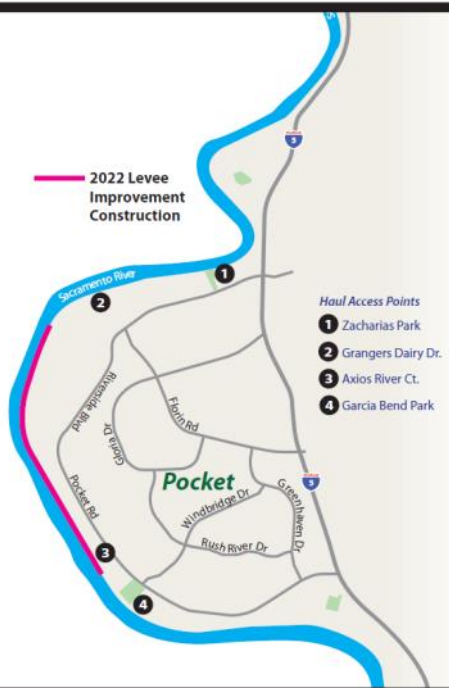 S
5
2022 Levee
Improvement
Construction
Sacramento River
1
2
Haul Access Points
1 Zacharias Park
2 Grangers Dairy Dr.
3 Axios River Ct.
4 Garcia Bend Park
Riverside Blvd
Gloria Dr
Florin Rd
Pocket
5
Pocket Rd
Windbridge Dr
Greenhaven Dr
Rush River Dr
3
4